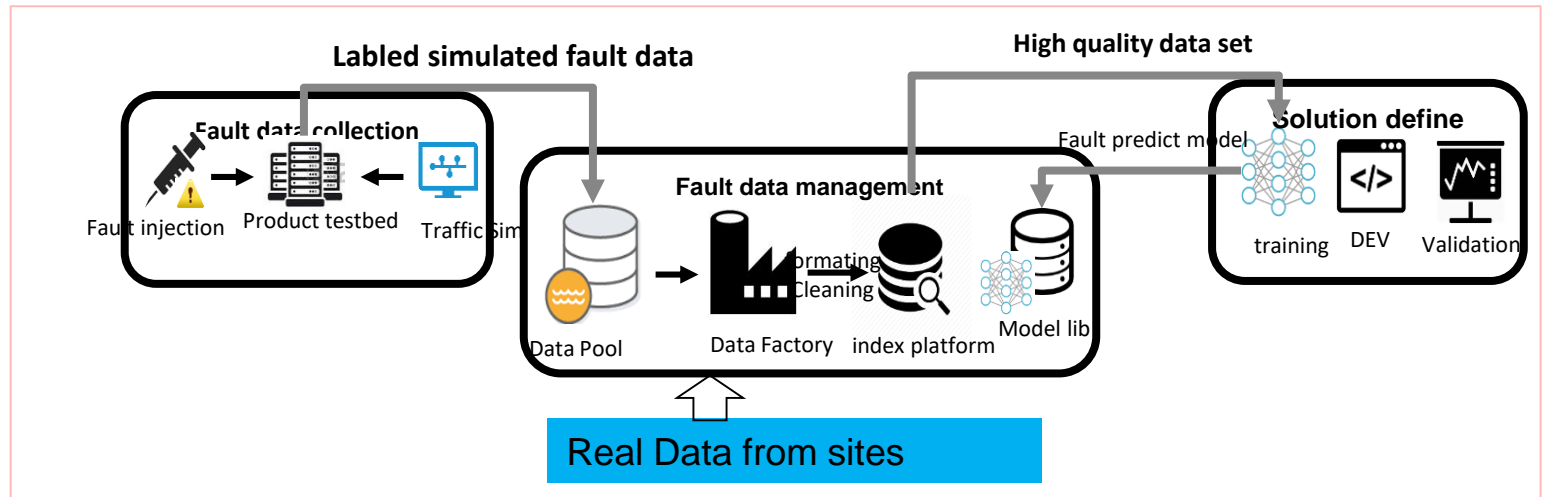 Labled simulated fault data
High quality data set
Fault data collection
Fault injection
Product testbed
Traffic Sim
Fault data management
Data Pool
Data Factory
ormating
Cleaning
index platform
Model lib
Fault predict model
Solution define
</>
training
DEV
Validation
Real Data from sites